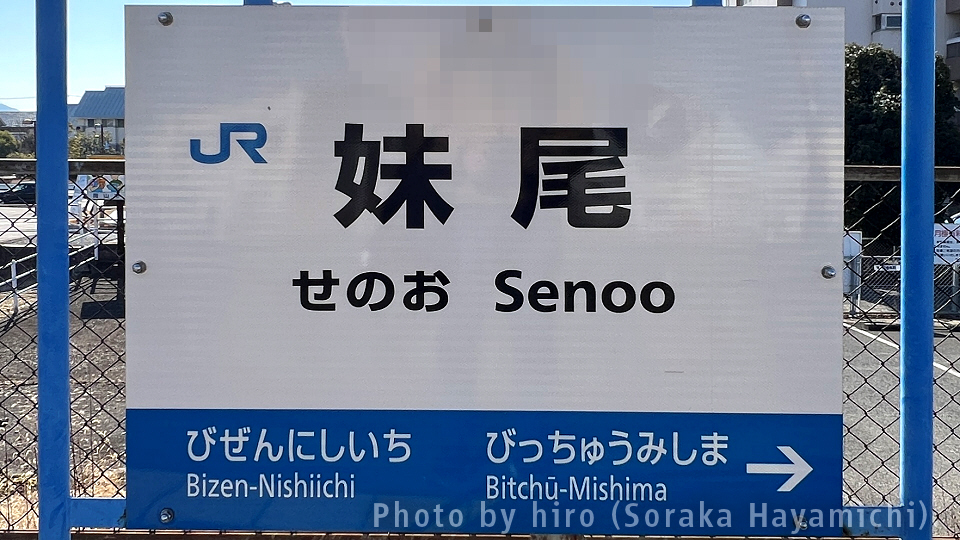 JR
妹尾
せのお Senoo
びぜんにしいち びっちゅうみしま →
Bizen-Nishiichi Bitchū-Mishima
Photo by hiro (Soraka Hayamichi)